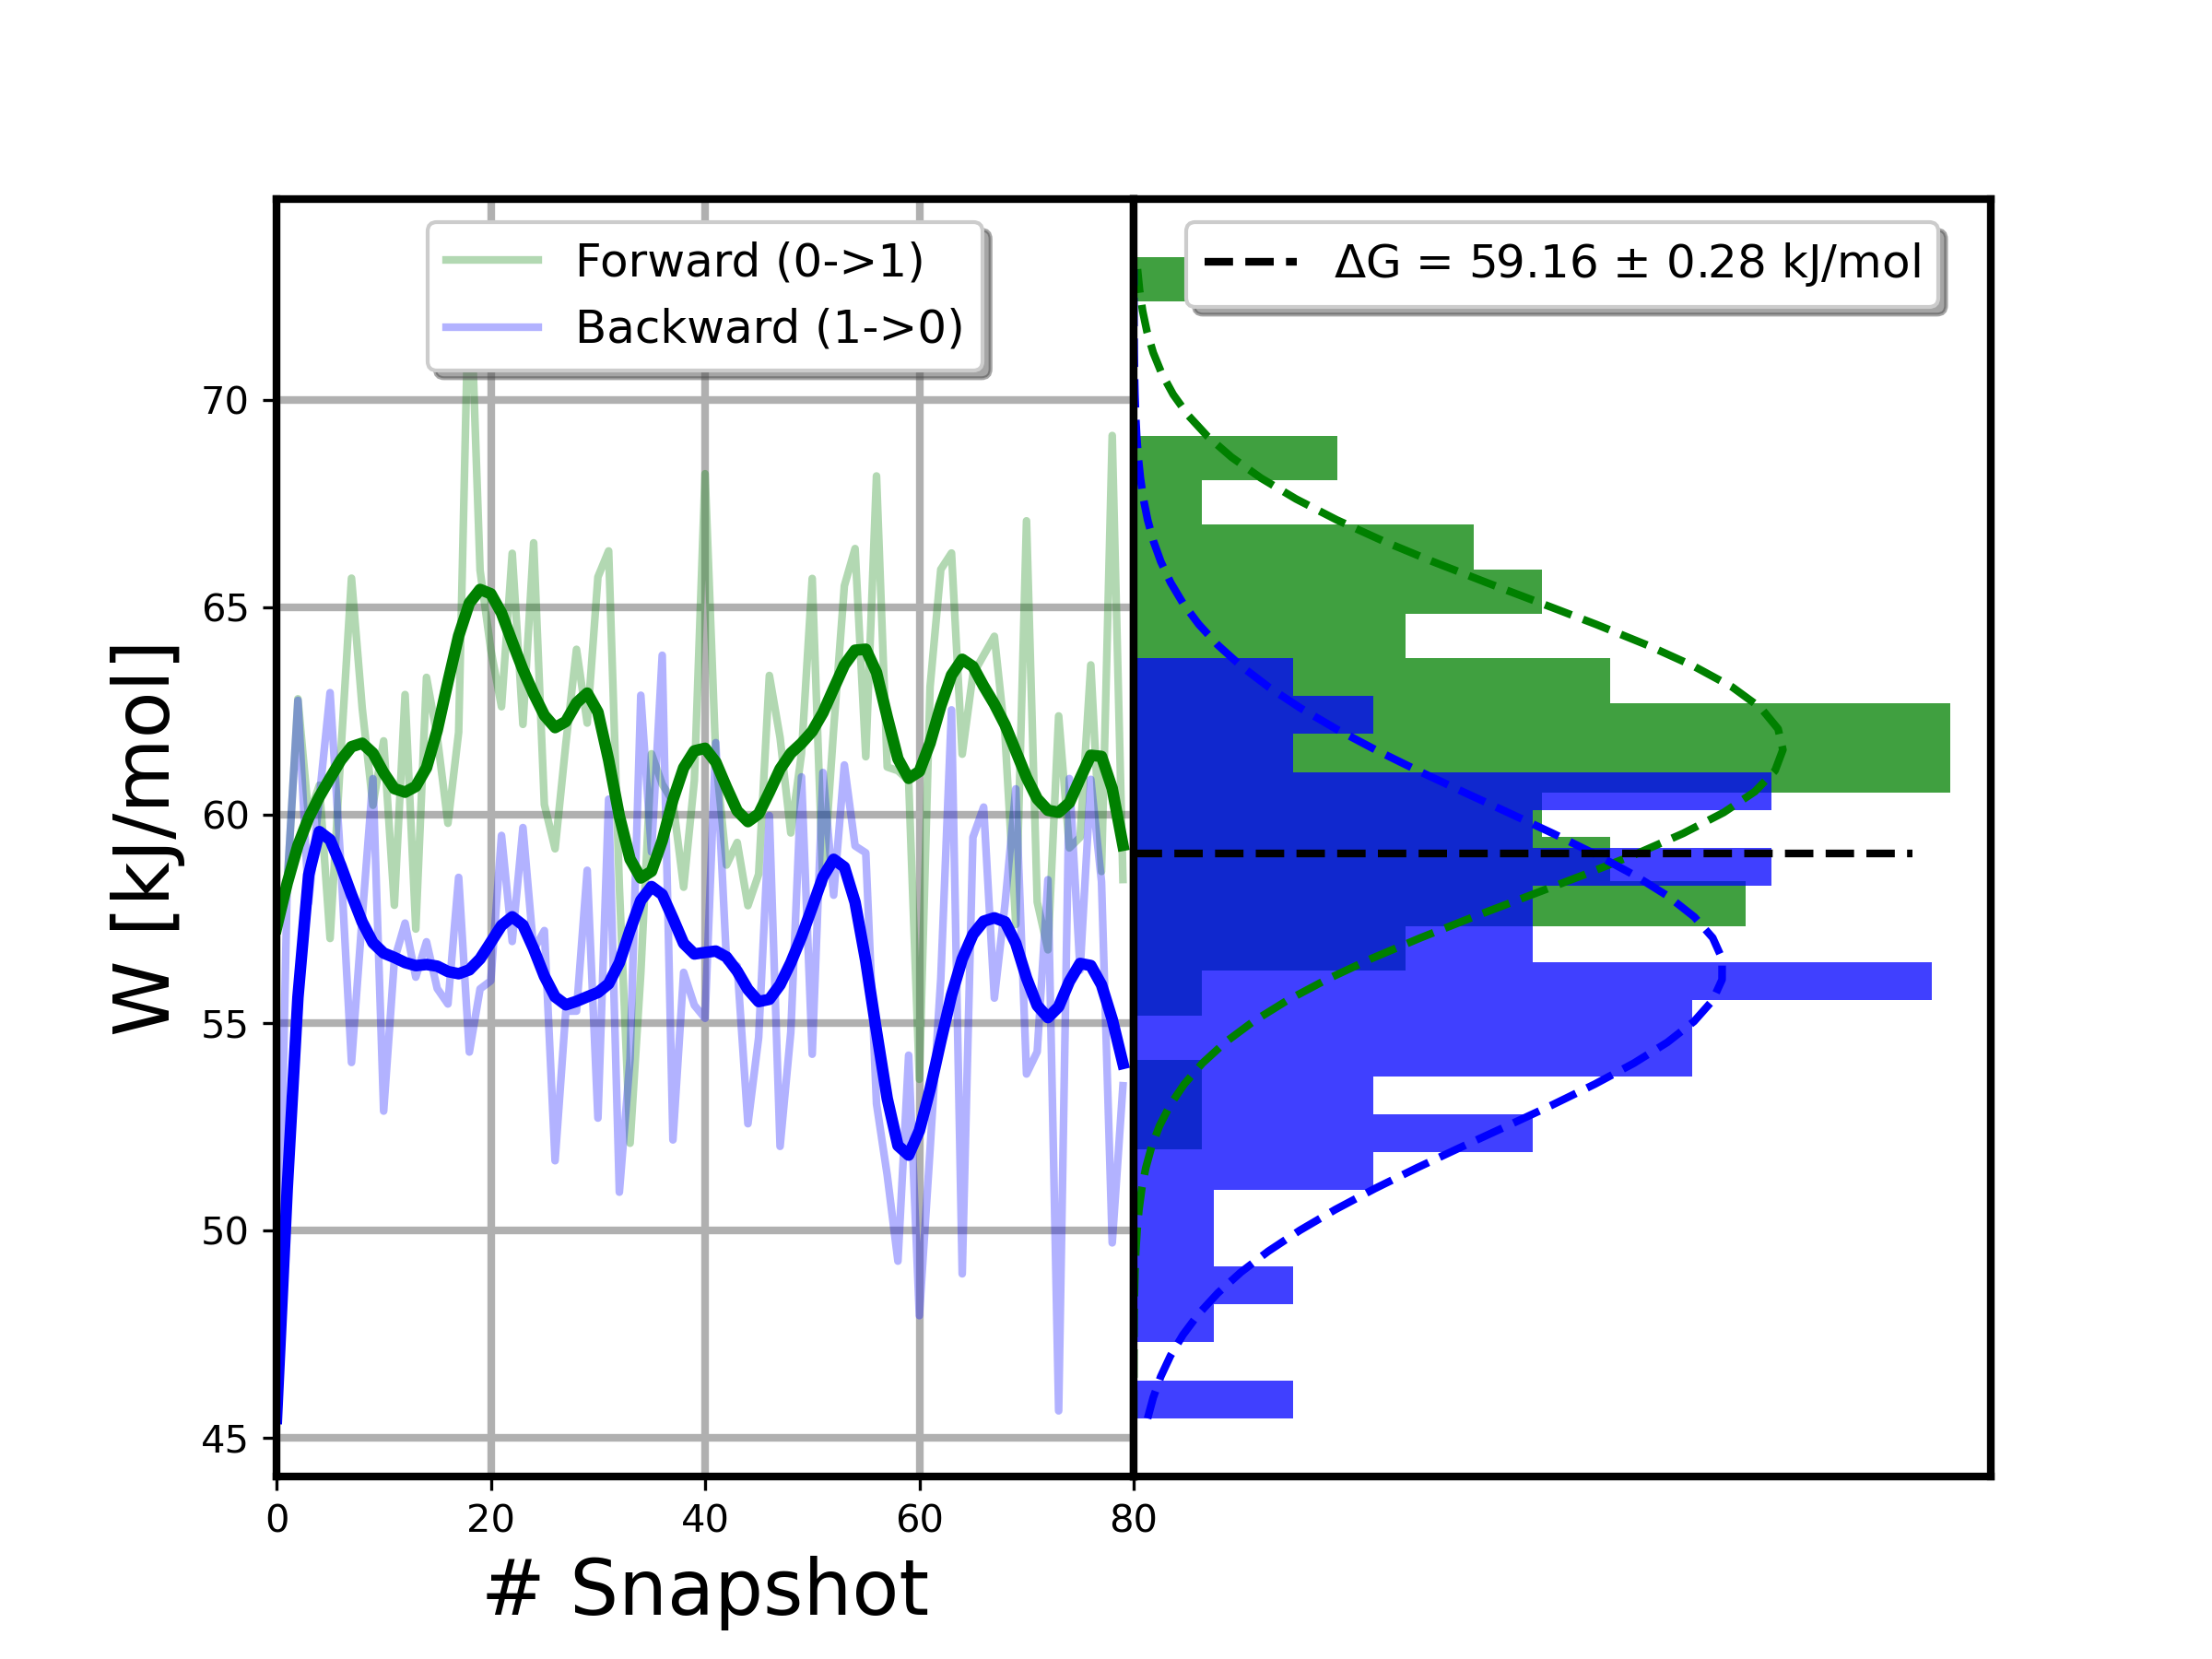 Forward (0->1)
Backward (1->0)
ΔG = 59.16 ± 0.28 kJ/mol
W [kJ/mol]
70
65
60
55
50
45
0 20 40 60 80
# Snapshot